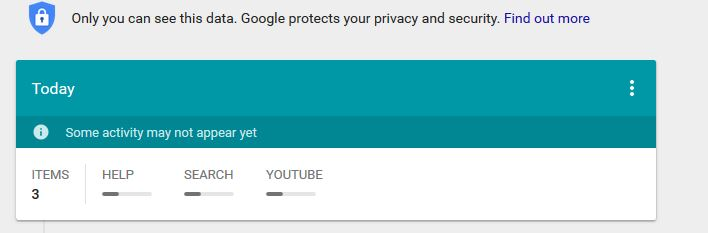 Only you can see this data. Google protects your privacy and security. Find out more
Today
Some activity may not appear yet
ITEMS HELP SEARCH YOUTUBE
3